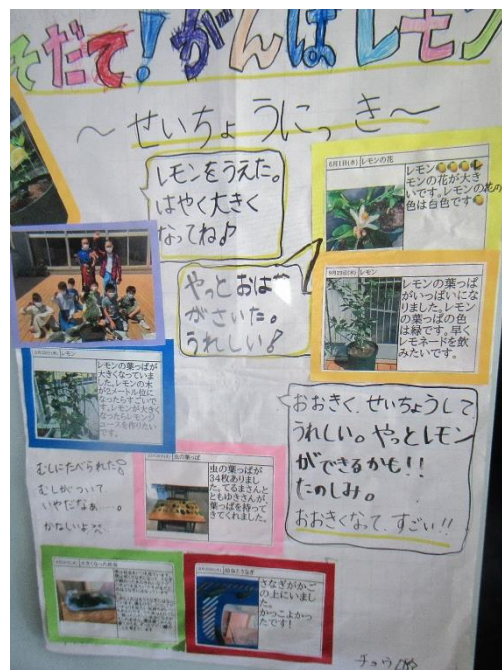 そだて!がんばレモン
～せいちょうにっき～
レモンをうえた。
はやく大きく
なってね♪
レモンの花
レモン
モンの花が大き
いです。レモンの花の
色は白色です
やっとおはな
がさいた。
うれしい!
レモン
レモンの葉っぱ
がいっぱいにな
りました。レモン
の葉っぱの色
は緑です。早く
レモネードを飲
みたいです。
レモン
レモンの葉っぱが
大きくなっていま
した。レモンの木
が2メートル位に
なったらすごいで
す。レモンが大きく
なったらレモンジ
ュースを作りたい
です。
おおきく、せいちょうして、
うれしい。やっとレモン
ができるかも!!
たのしみ。
おおきくなって、すごい!!
むしにたべられた
むしがついて
いやだなぁ…。
かなしいよ
虫の葉っぱ
虫の葉っぱが
34枚ありまし
た。てるまさんと
ともゆきさんが
葉っぱを持って
きてくれました。
さなぎがかご
の上にいまし
た。
かっこよかっ
たです!
チョウ